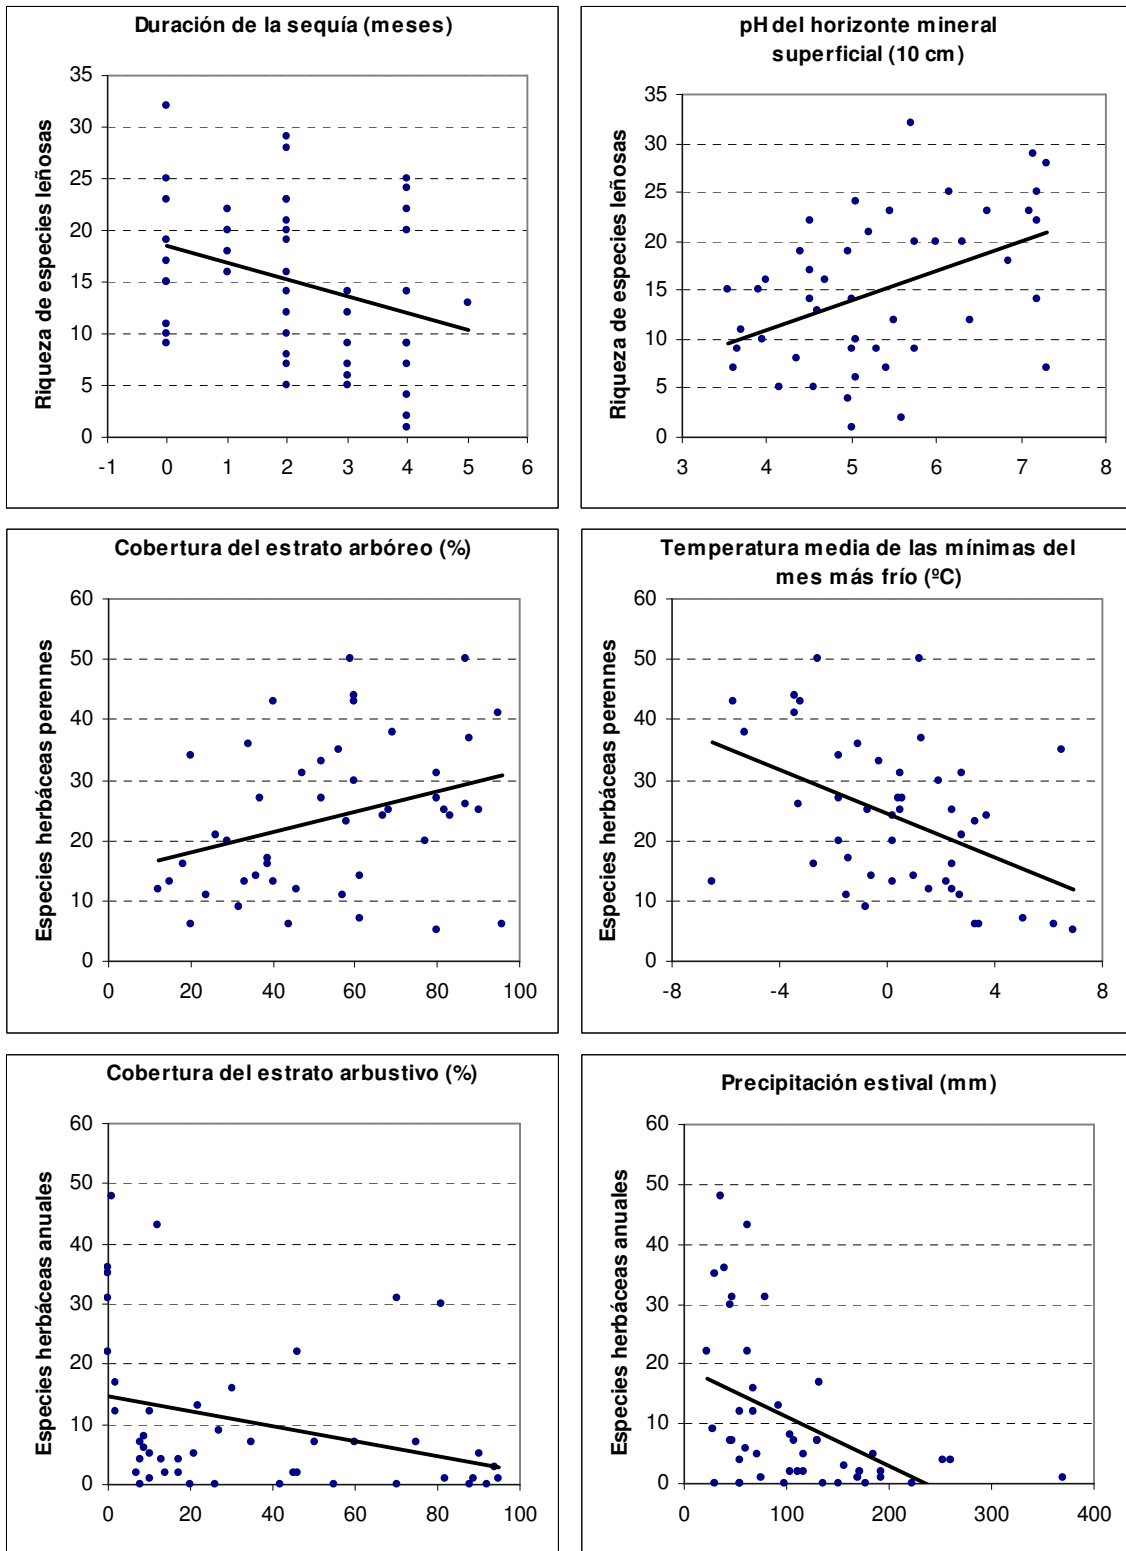 Duración de la sequía (meses)
Riqueza de especies leñosas
35
30
25
20
15
10
5
0
-1 0 1 2 3 4 5 6
pH del horizonte mineral
superficial (10 cm)
Riqueza de especies leñosas
35
30
25
20
15
10
5
0
3 4 5 6 7 8
Cobertura del estrato arbóreo (%)
Especies herbáceas perennes
60
50
40
30
20
10
0
0 20 40 60 80 100
Temperatura media de las mínimas del
mes más frío (ºC)
Especies herbáceas perennes
60
50
40
30
20
10
0
-8 -4 0 4 8
Cobertura del estrato arbustivo (%)
Especies herbáceas anuales
60
50
40
30
20
10
0
0 20 40 60 80 100
Precipitación estival (mm)
Especies herbáceas anuales
60
50
40
30
20
10
0
0 100 200 300 400